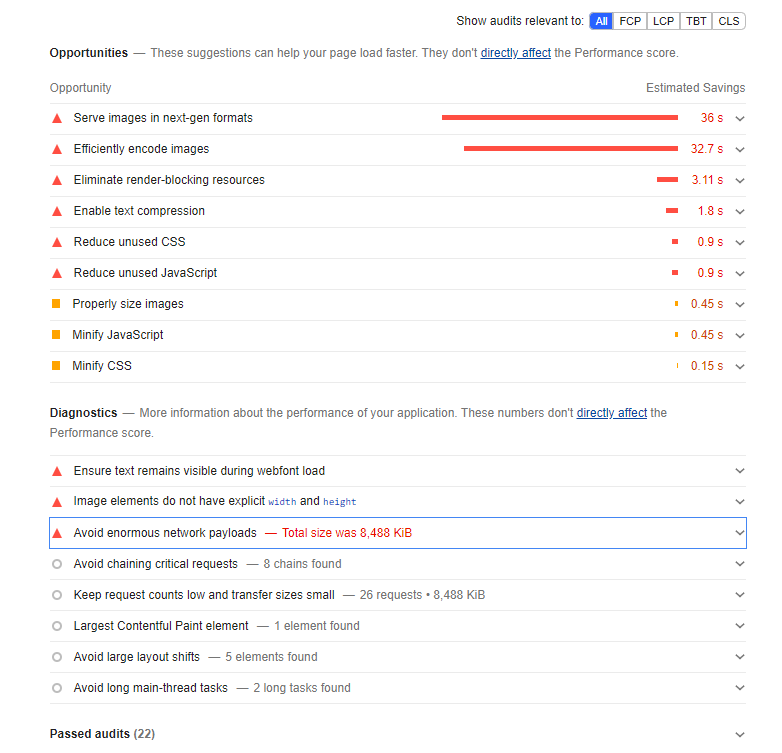 Show audits relevant to: All FCP LCP TBT CLS
Opportunities — These suggestions can help your page load faster. They don't directly affect the Performance score.
Opportunity Estimated Savings
Serve images in next-gen formats 36 s
Efficiently encode images 32.7 s
Eliminate render-blocking resources 3.11 s
Enable text compression 1.8 s
Reduce unused CSS 0.9 s
Reduce unused JavaScript 0.9 s
Properly size images 0.45 s
Minify JavaScript 0.45 s
Minify CSS 0.15 s
Diagnostics — More information about the performance of your application. These numbers don't directly affect the
Performance score.
Ensure text remains visible during webfont load
Image elements do not have explicit width and height
Avoid enormous network payloads — Total size was 8,488 KiB
Avoid chaining critical requests — 8 chains found
Keep request counts low and transfer sizes small — 26 requests • 8,488 KiB
Largest Contentful Paint element — 1 element found
Avoid large layout shifts — 5 elements found
Avoid long main-thread tasks — 2 long tasks found
Passed audits (22)